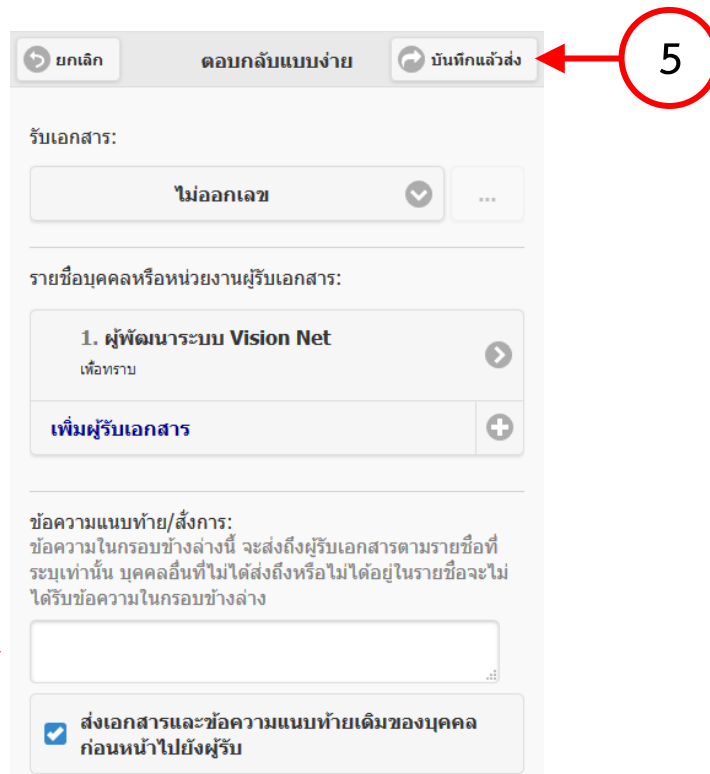 ยกเลิก ตอบกลับแบบง่าย บันทึกแล้วส่ง 5
รับเอกสาร:
ไม่ออกเลข ...
รายชื่อบุคคลหรือหน่วยงานผู้รับเอกสาร:
1. ผู้พัฒนาระบบ Vision Net
เพื่อทราบ
เพิ่มผู้รับเอกสาร
ข้อความแนบท้าย/สั่งการ:
ข้อความในกรอบข้างล่างนี้ จะส่งถึงผู้รับเอกสารตามรายชื่อที่
ระบุเท่านั้น บุคคลอื่นที่ไม่ได้ส่งถึงหรือไม่ได้อยู่ในรายชื่อจะไม่
ได้รับข้อความในกรอบข้างล่าง
ส่งเอกสารและข้อความแนบท้ายเดิมของบุคคล
ก่อนหน้าไปยังผู้รับ